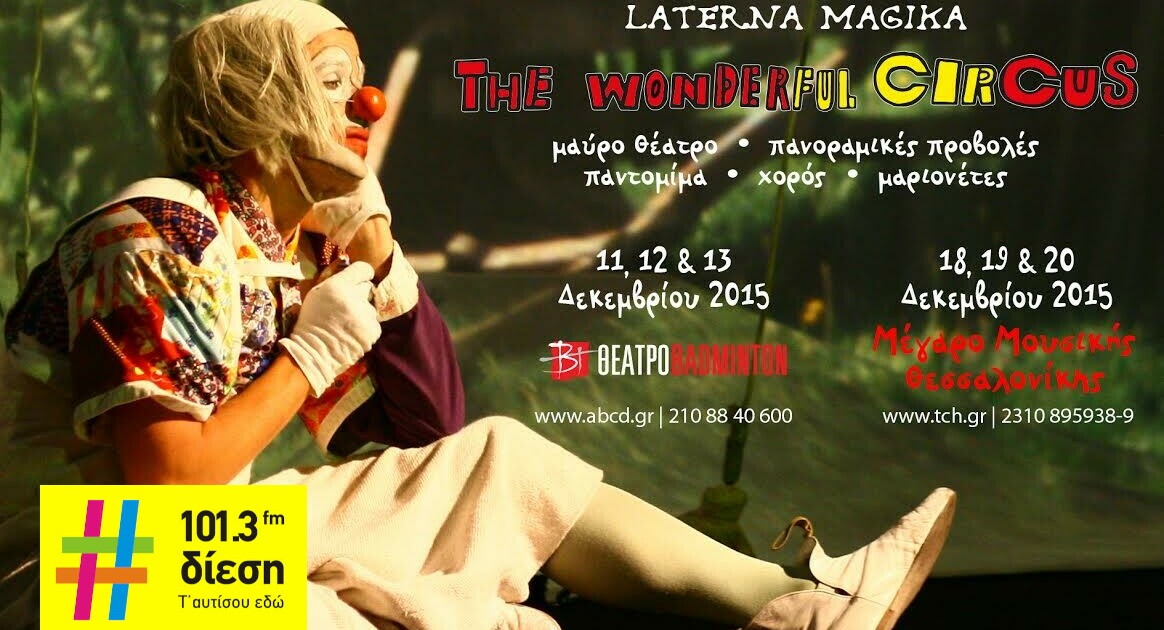 LATERNA MAGIKA
THE WONDERFUL CIRCUS
μαύρο θέατρο • πανοραμικές προβολές
παντομίμα • χορός • μαριονέτες
11, 12 & 13
Δεκεμβρίου 2015
Bt ΘΕΑΤΡΟBADMINTON
www.abcd.gr | 210 88 40 600
18, 19 & 20
Δεκεμβρίου 2015
Μέγαρο Μουσικής
Θεσσαλονίκης
www.tch.gr | 2310 895938-9
101.3 fm
δίεση
Τ'αυτίσου εδώ